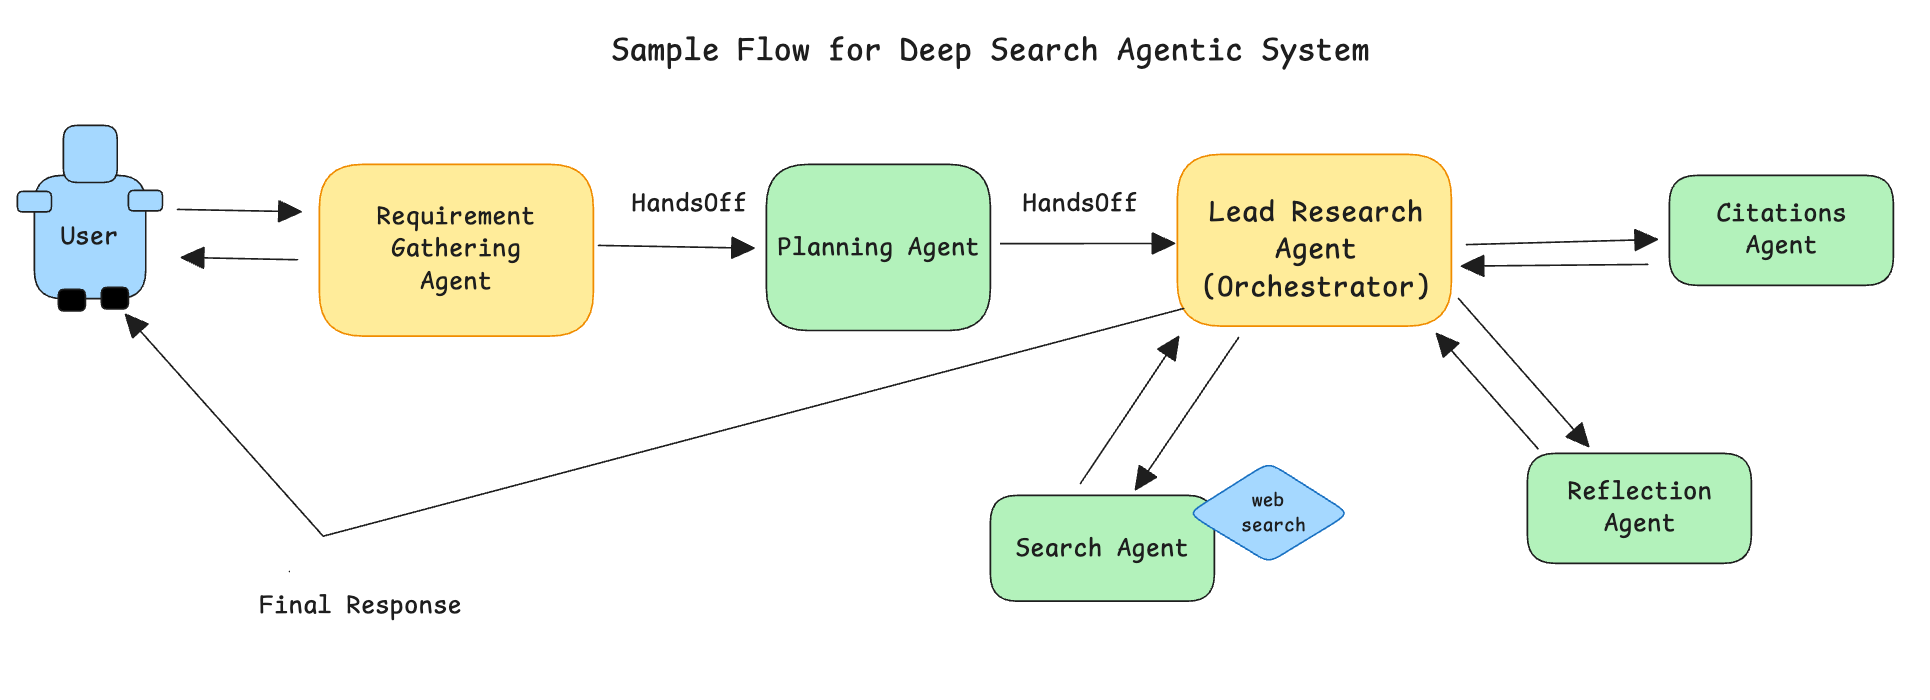 Sample Flow for Deep Search Agentic System
User
Requirement
Gathering
Agent
HandsOff
Planning Agent
HandsOff
Lead Research
Agent
(Orchestrator)
Citations
Agent
Search Agent
web
search
Reflection
Agent
Final Response